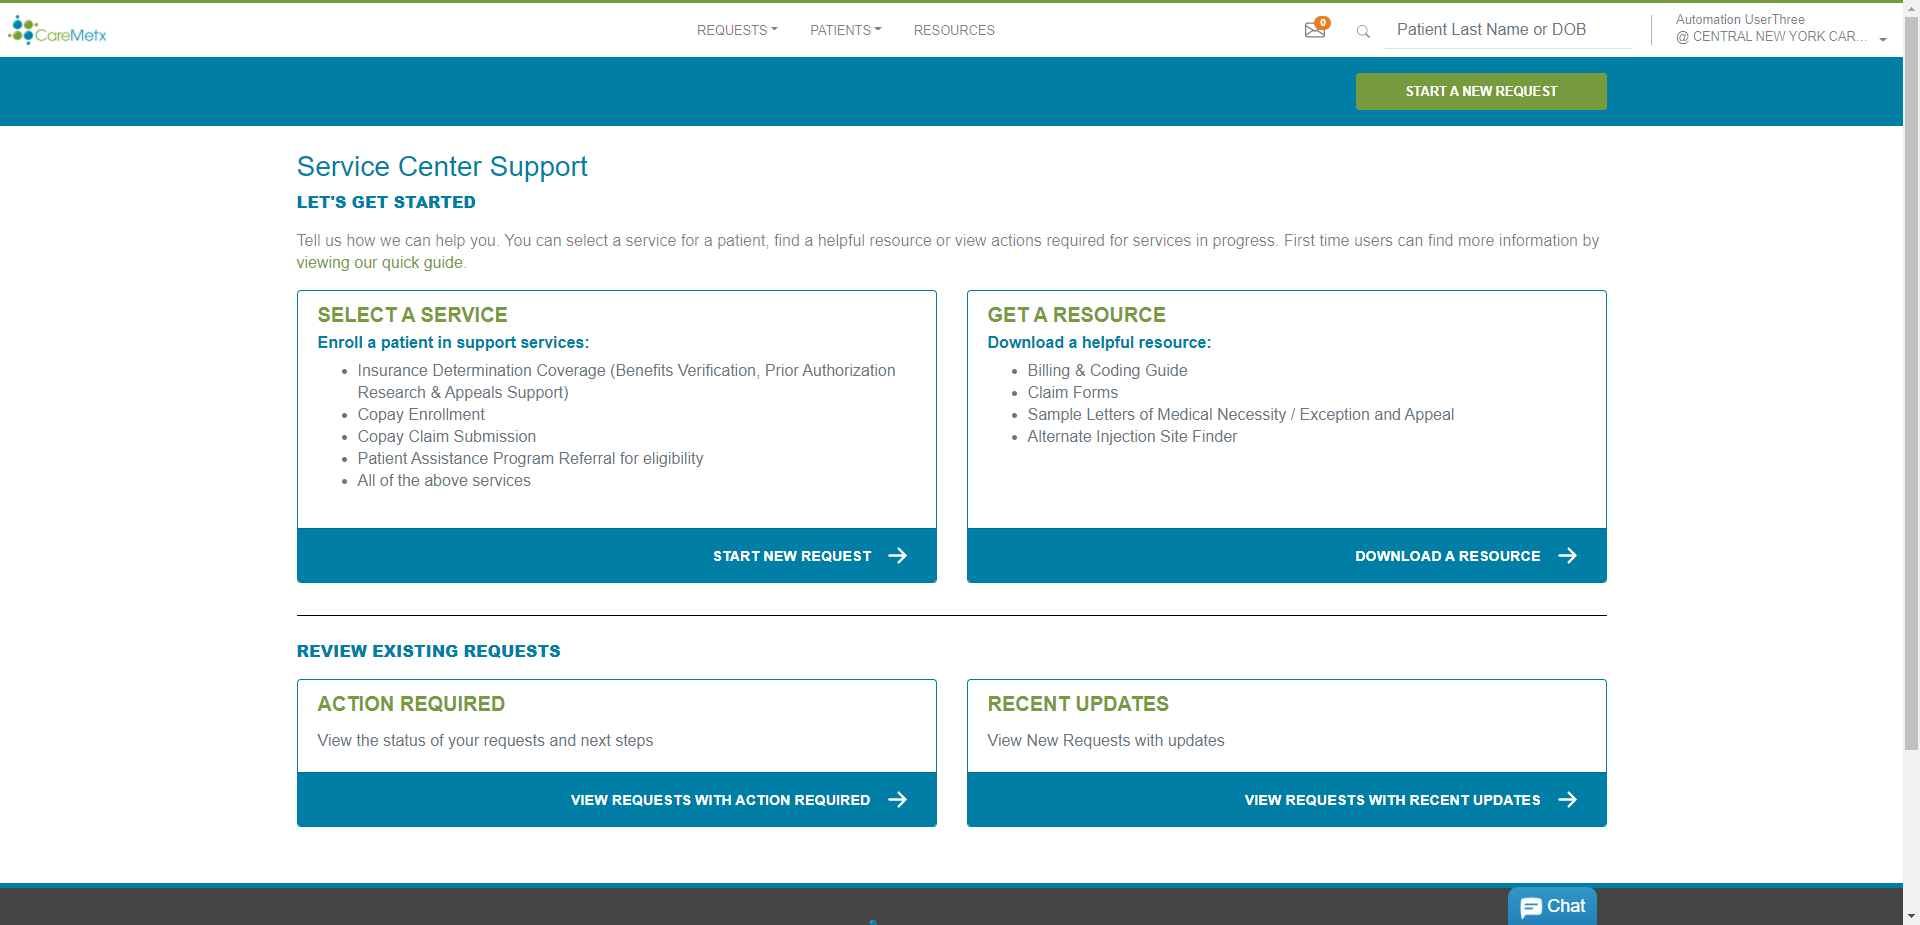 CareMetx
REQUESTS
PATIENTS
RESOURCES
0
Patient Last Name or DOB
Automation UserThree
@ CENTRAL NEW YORK CAR...
START A NEW REQUEST
Service Center Support
LET'S GET STARTED
Tell us how we can help you. You can select a service for a patient, find a helpful resource or view actions required for services in progress. First time users can find more information by
viewing our quick guide.
SELECT A SERVICE
Enroll a patient in support services:
Insurance Determination Coverage (Benefits Verification, Prior Authorization
Research & Appeals Support)
Copay Enrollment
Copay Claim Submission
Patient Assistance Program Referral for eligibility
All of the above services
START NEW REQUEST
GET A RESOURCE
Download a helpful resource:
Billing & Coding Guide
Claim Forms
Sample Letters of Medical Necessity / Exception and Appeal
Alternate Injection Site Finder
DOWNLOAD A RESOURCE
REVIEW EXISTING REQUESTS
ACTION REQUIRED
View the status of your requests and next steps
VIEW REQUESTS WITH ACTION REQUIRED
RECENT UPDATES
View New Requests with updates
VIEW REQUESTS WITH RECENT UPDATES
Chat